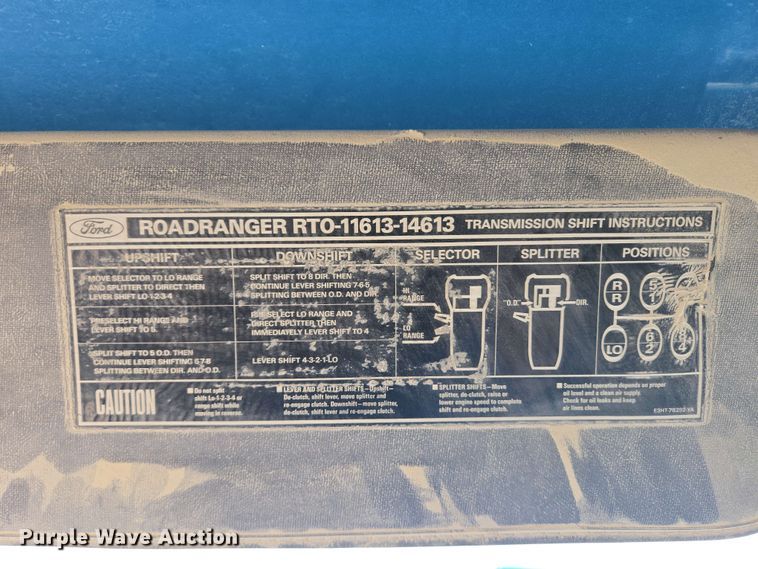 Ford ROADRANGER RTO-11613-14613 TRANSMISSION SHIFT INSTRUCTIONS
UPSHIFT DOWNSHIFT SELECTOR SPLITTER POSITIONS
MOVE SELECTOR TO LO RANGE
AND SPLITTER TO DIRECT THEN
LEVER SHIFT LO-1-2-3-4
SPLIT SHIFT TO 8 DIR. THEN
CONTINUE LEVER SHIFTING 7-6-5
SPLITTING BETWEEN O.D. AND DIR.
PRESELECT HI RANGE AND
LEVER SHIFT TO 5
PRESELECT LO RANGE AND
DIRECT SPLITTER THEN
IMMEDIATELY LEVER SHIFT TO 4
SPLIT SHIFT TO 5 O.D. THEN
CONTINUE LEVER SHIFTING 6-7-8
SPLITTING BETWEEN DIR. AND O.D.
LEVER SHIFT 4-3-2-1-LO
HI
RANGE
LO
RANGE
"O.D." DIR.
R 5
R 1
6 8
LO 2 4
CAUTION
■ Do not split
shift Lo-1-2-3-4 or
range shift while
moving in reverse.
■ LEVER AND SPLITTER SHIFTS – Upshift–
De-clutch, shift lever, move splitter and
re-engage clutch. Downshift – move splitter,
de-clutch, shift lever and re-engage clutch.
■ SPLITTER SHIFTS – Move
splitter, de-clutch, raise or
lower engine speed to complete
shift and re-engage clutch.
■ Successful operation depends on proper
oil level and a clean air supply.
Check for oil leaks and keep
air lines clean.
E3HT-7B292-YA
Purple Wave Auction